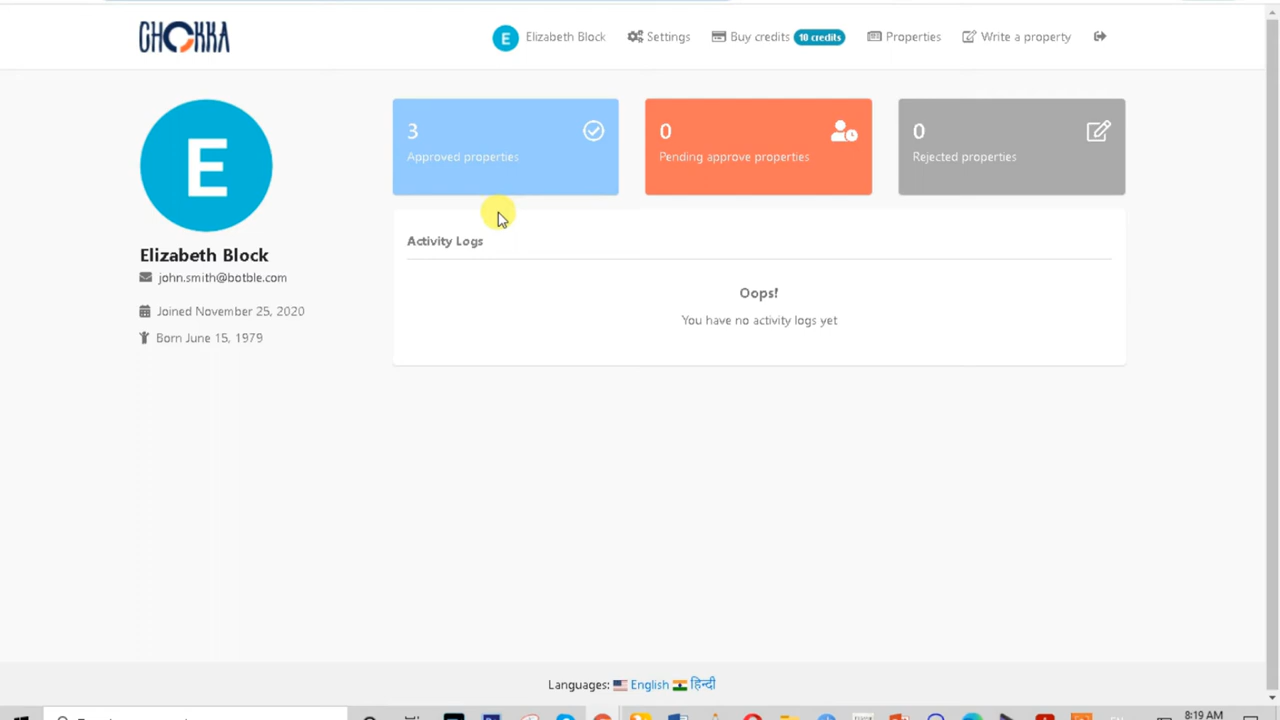 CHOKKA
E
Elizabeth Block
Settings
Buy credits 10 credits
Properties
Write a property
E
Elizabeth Block
john.smith@botble.com
Joined November 25, 2020
Born June 15, 1979
3
Approved properties
0
Pending approve properties
0
Rejected properties
Activity Logs
Oops!
You have no activity logs yet
Languages: English हिन्दी
8:19 AM